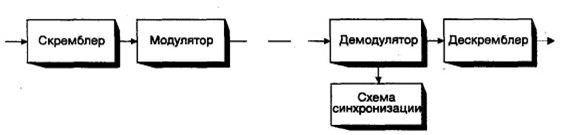 Скремблер
Модулятор
Демодулятор
Дескремблер
Схема
синхронизации